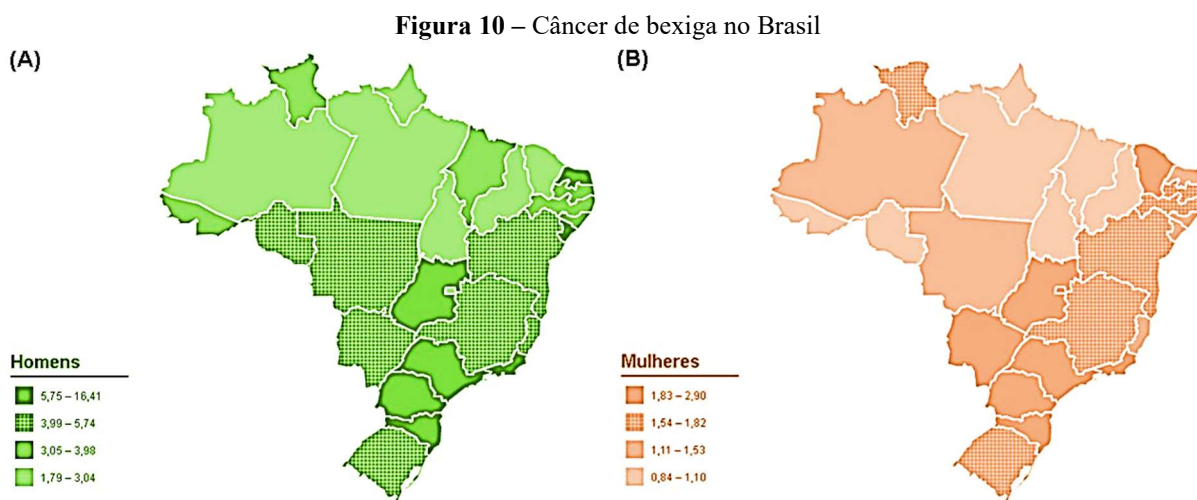 Figura 10 – Câncer de bexiga no Brasil
(A)
(B)
Homens
5,75 – 16,41
3,99 – 5,74
3,05 – 3,98
1,79 – 3,04
Mulheres
1,83 – 2,90
1,54 – 1,82
1,11 – 1,53
0,84 – 1,10